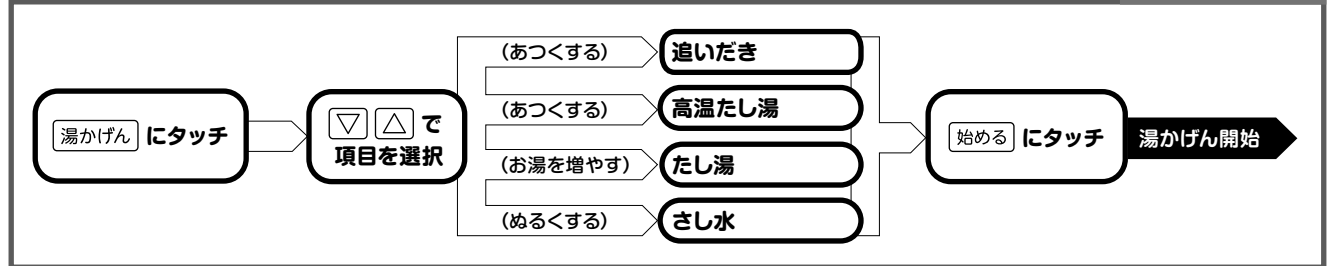 湯かげん にタッチ
▽ △ で
項目を選択
(あつくする)
追いだき
(あつくする)
高温たし湯
(お湯を増やす)
たし湯
(ぬるくする)
さし水
始める にタッチ
湯かげん開始